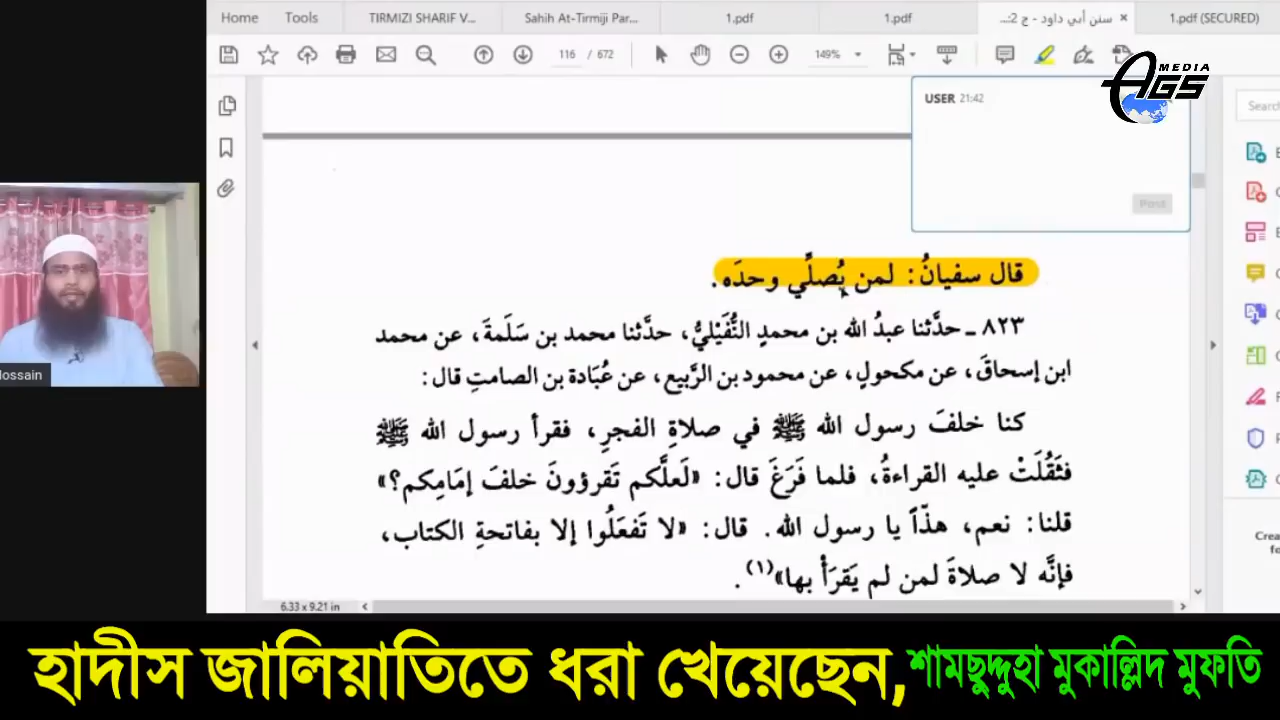 Home Tools TIRMIZI SHARIF V... Sahih At-Tirmiji Par... 1.pdf 1.pdf سنن أبي داود - ج 2:... × 1.pdf (SECURED)
116 / 672 149%
MEDIA
AGS
USER 21:42
Search
Post
قال سفيانُ: لمن يُصلِّي وحدَه.
٨٢٣ ـ حدَّثنا عبدُ الله بن محمدٍ النُّفَيْليُّ، حدَّثنا محمد بن سَلَمةَ، عن محمد
ابن إسحاقَ، عن مكحولٍ، عن محمود بن الرَّبيع، عن عُبَادة بن الصامتِ قال:
كنا خلفَ رسول الله ﷺ في صلاةِ الفجرِ، فقرأ رسول الله ﷺ
فثَقُلَتْ عليه القراءةُ، فلما فَرَغَ قال: «لَعلَّكم تَقرؤونَ خلفَ إمَامِكم؟»
قلنا: نعم، هذّاً يا رسول الله. قال: «لا تَفعَلُوا إلا بفاتحةِ الكتاب،
فإنَّه لا صلاةَ لمن لم يَقرَأْ بها»(١).
ossain
6.33 x 9.21 in
Crea
fo
হাদীস জালিয়াতিতে ধরা খেয়েছেন, শামছুদ্দুহা মুকাল্লিদ মুফতি